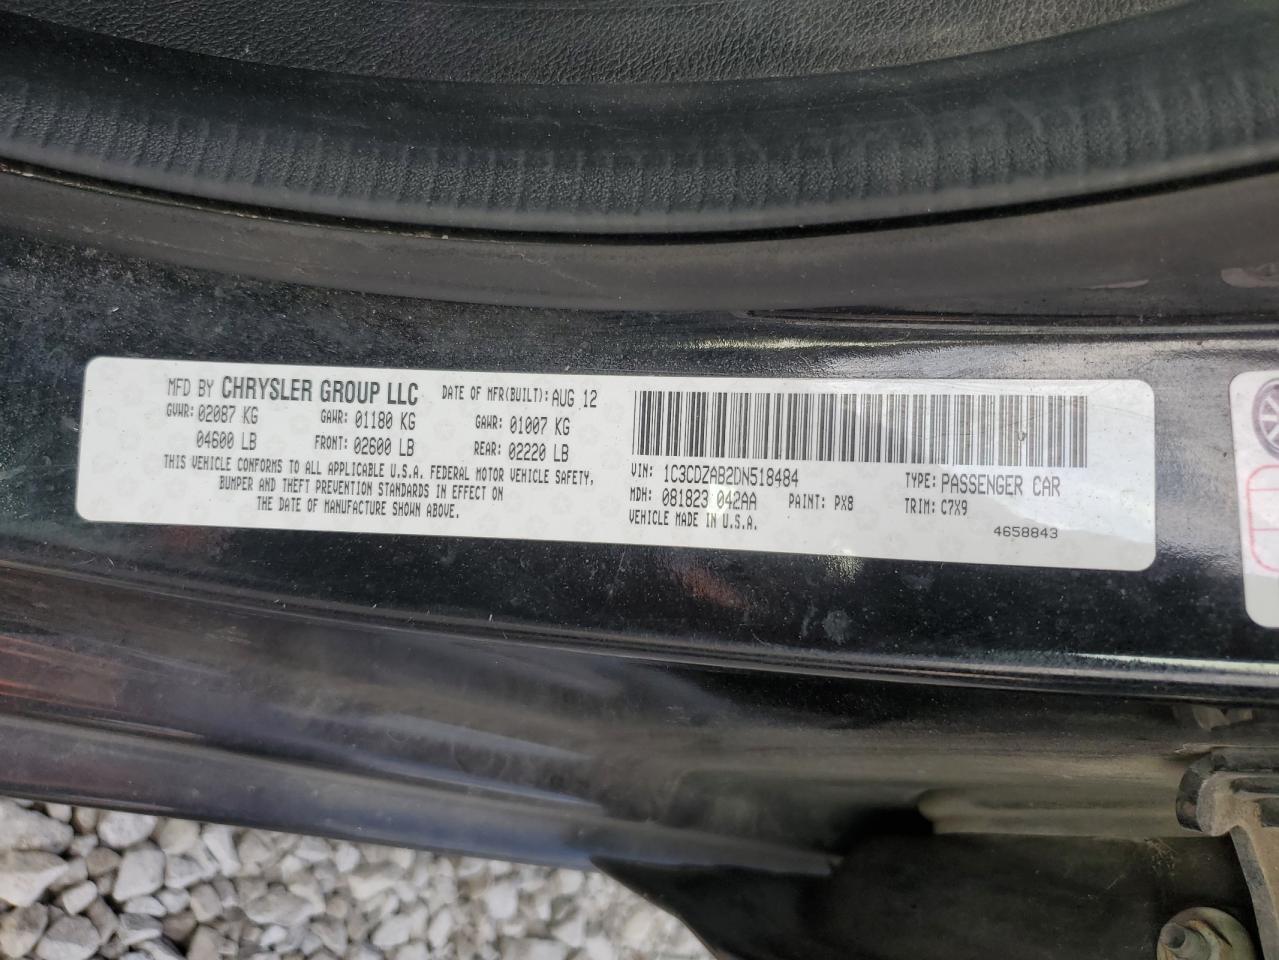 MFD BY CHRYSLER GROUP LLC DATE OF MFR(BUILT): AUG 12
GVWR: 02087 KG GAWR: 01180 KG GAWR: 01007 KG
04600 LB FRONT: 02600 LB REAR: 02220 LB
THIS VEHICLE CONFORMS TO ALL APPLICABLE U.S.A. FEDERAL MOTOR VEHICLE SAFETY,
BUMPER AND THEFT PREVENTION STANDARDS IN EFFECT ON
THE DATE OF MANUFACTURE SHOWN ABOVE.
VIN: 1C3CDZAB2DN518484 TYPE: PASSENGER CAR
MDH: 081823 042AA PAINT: PX8 TRIM: C7X9
VEHICLE MADE IN U.S.A. 4658843